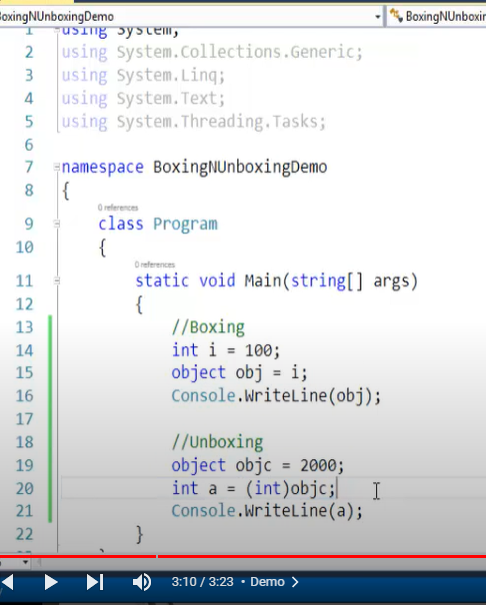 BoxingNUnboxingDemo
BoxingNUnboxin
1 using System;
2 using System.Collections.Generic;
3 using System.Linq;
4 using System.Text;
5 using System.Threading.Tasks;
6
7 namespace BoxingNUnboxingDemo
8 {
0 references
9 class Program
10 {
0 references
11 static void Main(string[] args)
12 {
13 //Boxing
14 int i = 100;
15 object obj = i;
16 Console.WriteLine(obj);
17
18 //Unboxing
19 object objc = 2000;
20 int a = (int)objc;
21 Console.WriteLine(a);
22 }
3:10 / 3:23 • Demo >